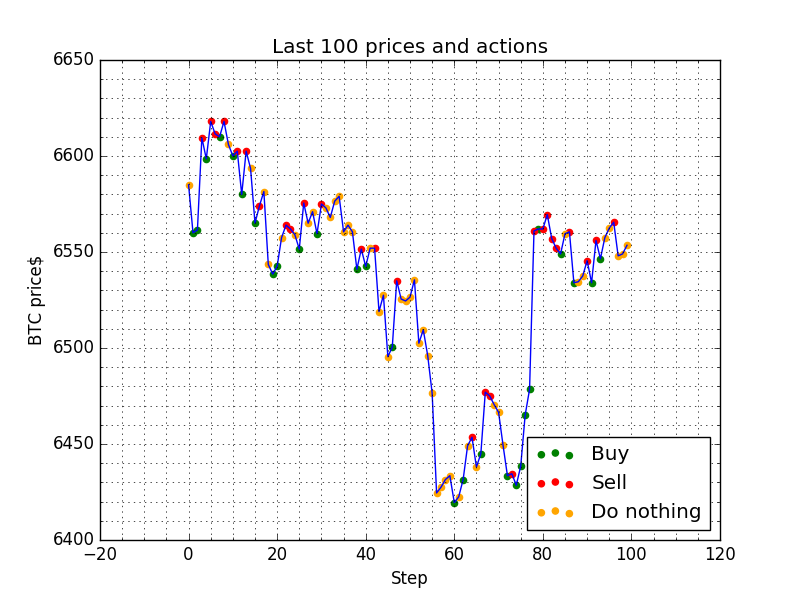 Last 100 prices and actions
6650
6600
6550
6500
6450
6400
BTC price$
Buy
Sell
Do nothing
−20 0 20 40 60 80 100 120
Step